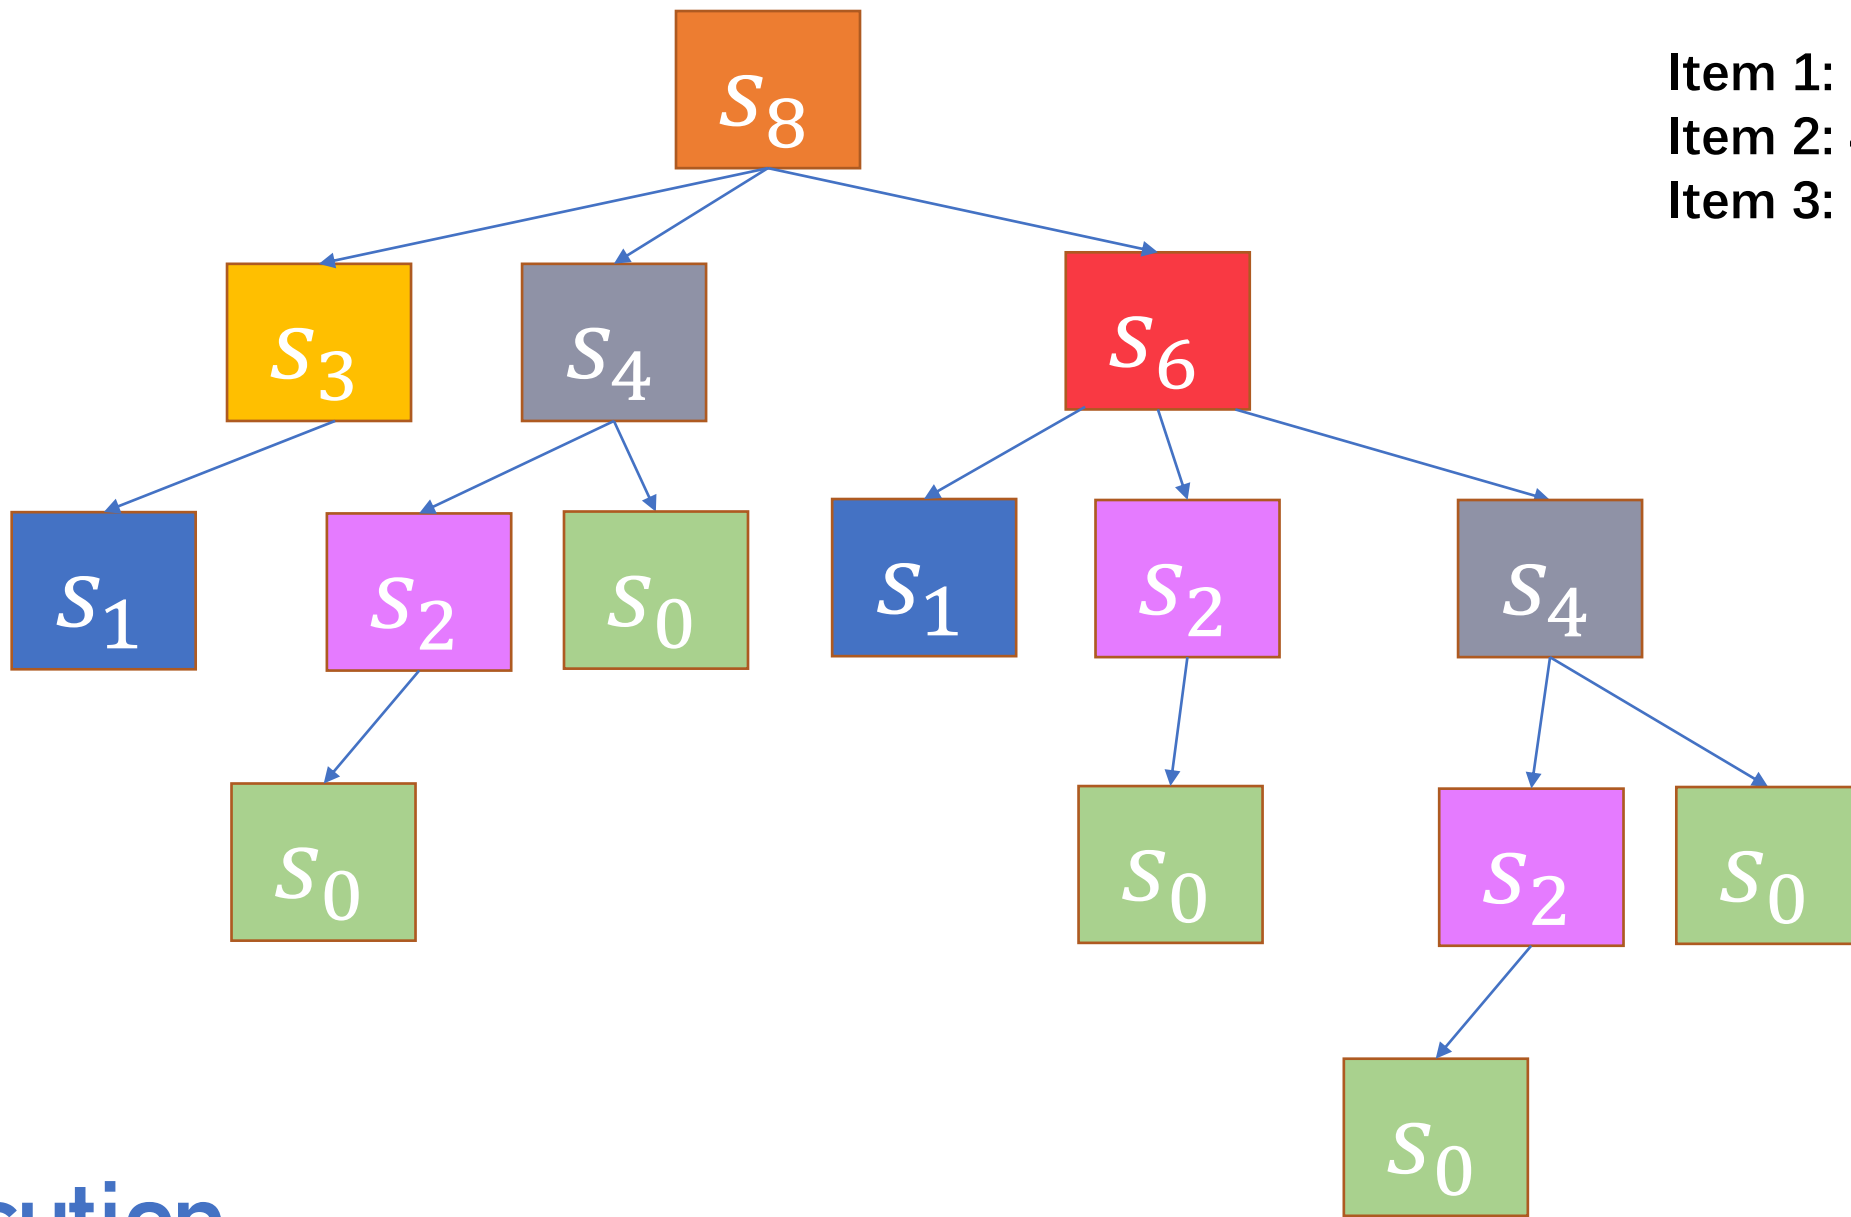 s₈
Item 1:
Item 2:
Item 3:
s₃ s₄ s₆
s₁ s₂ s₀ s₁ s₂ s₄
s₀ s₀ s₂ s₀
s₀